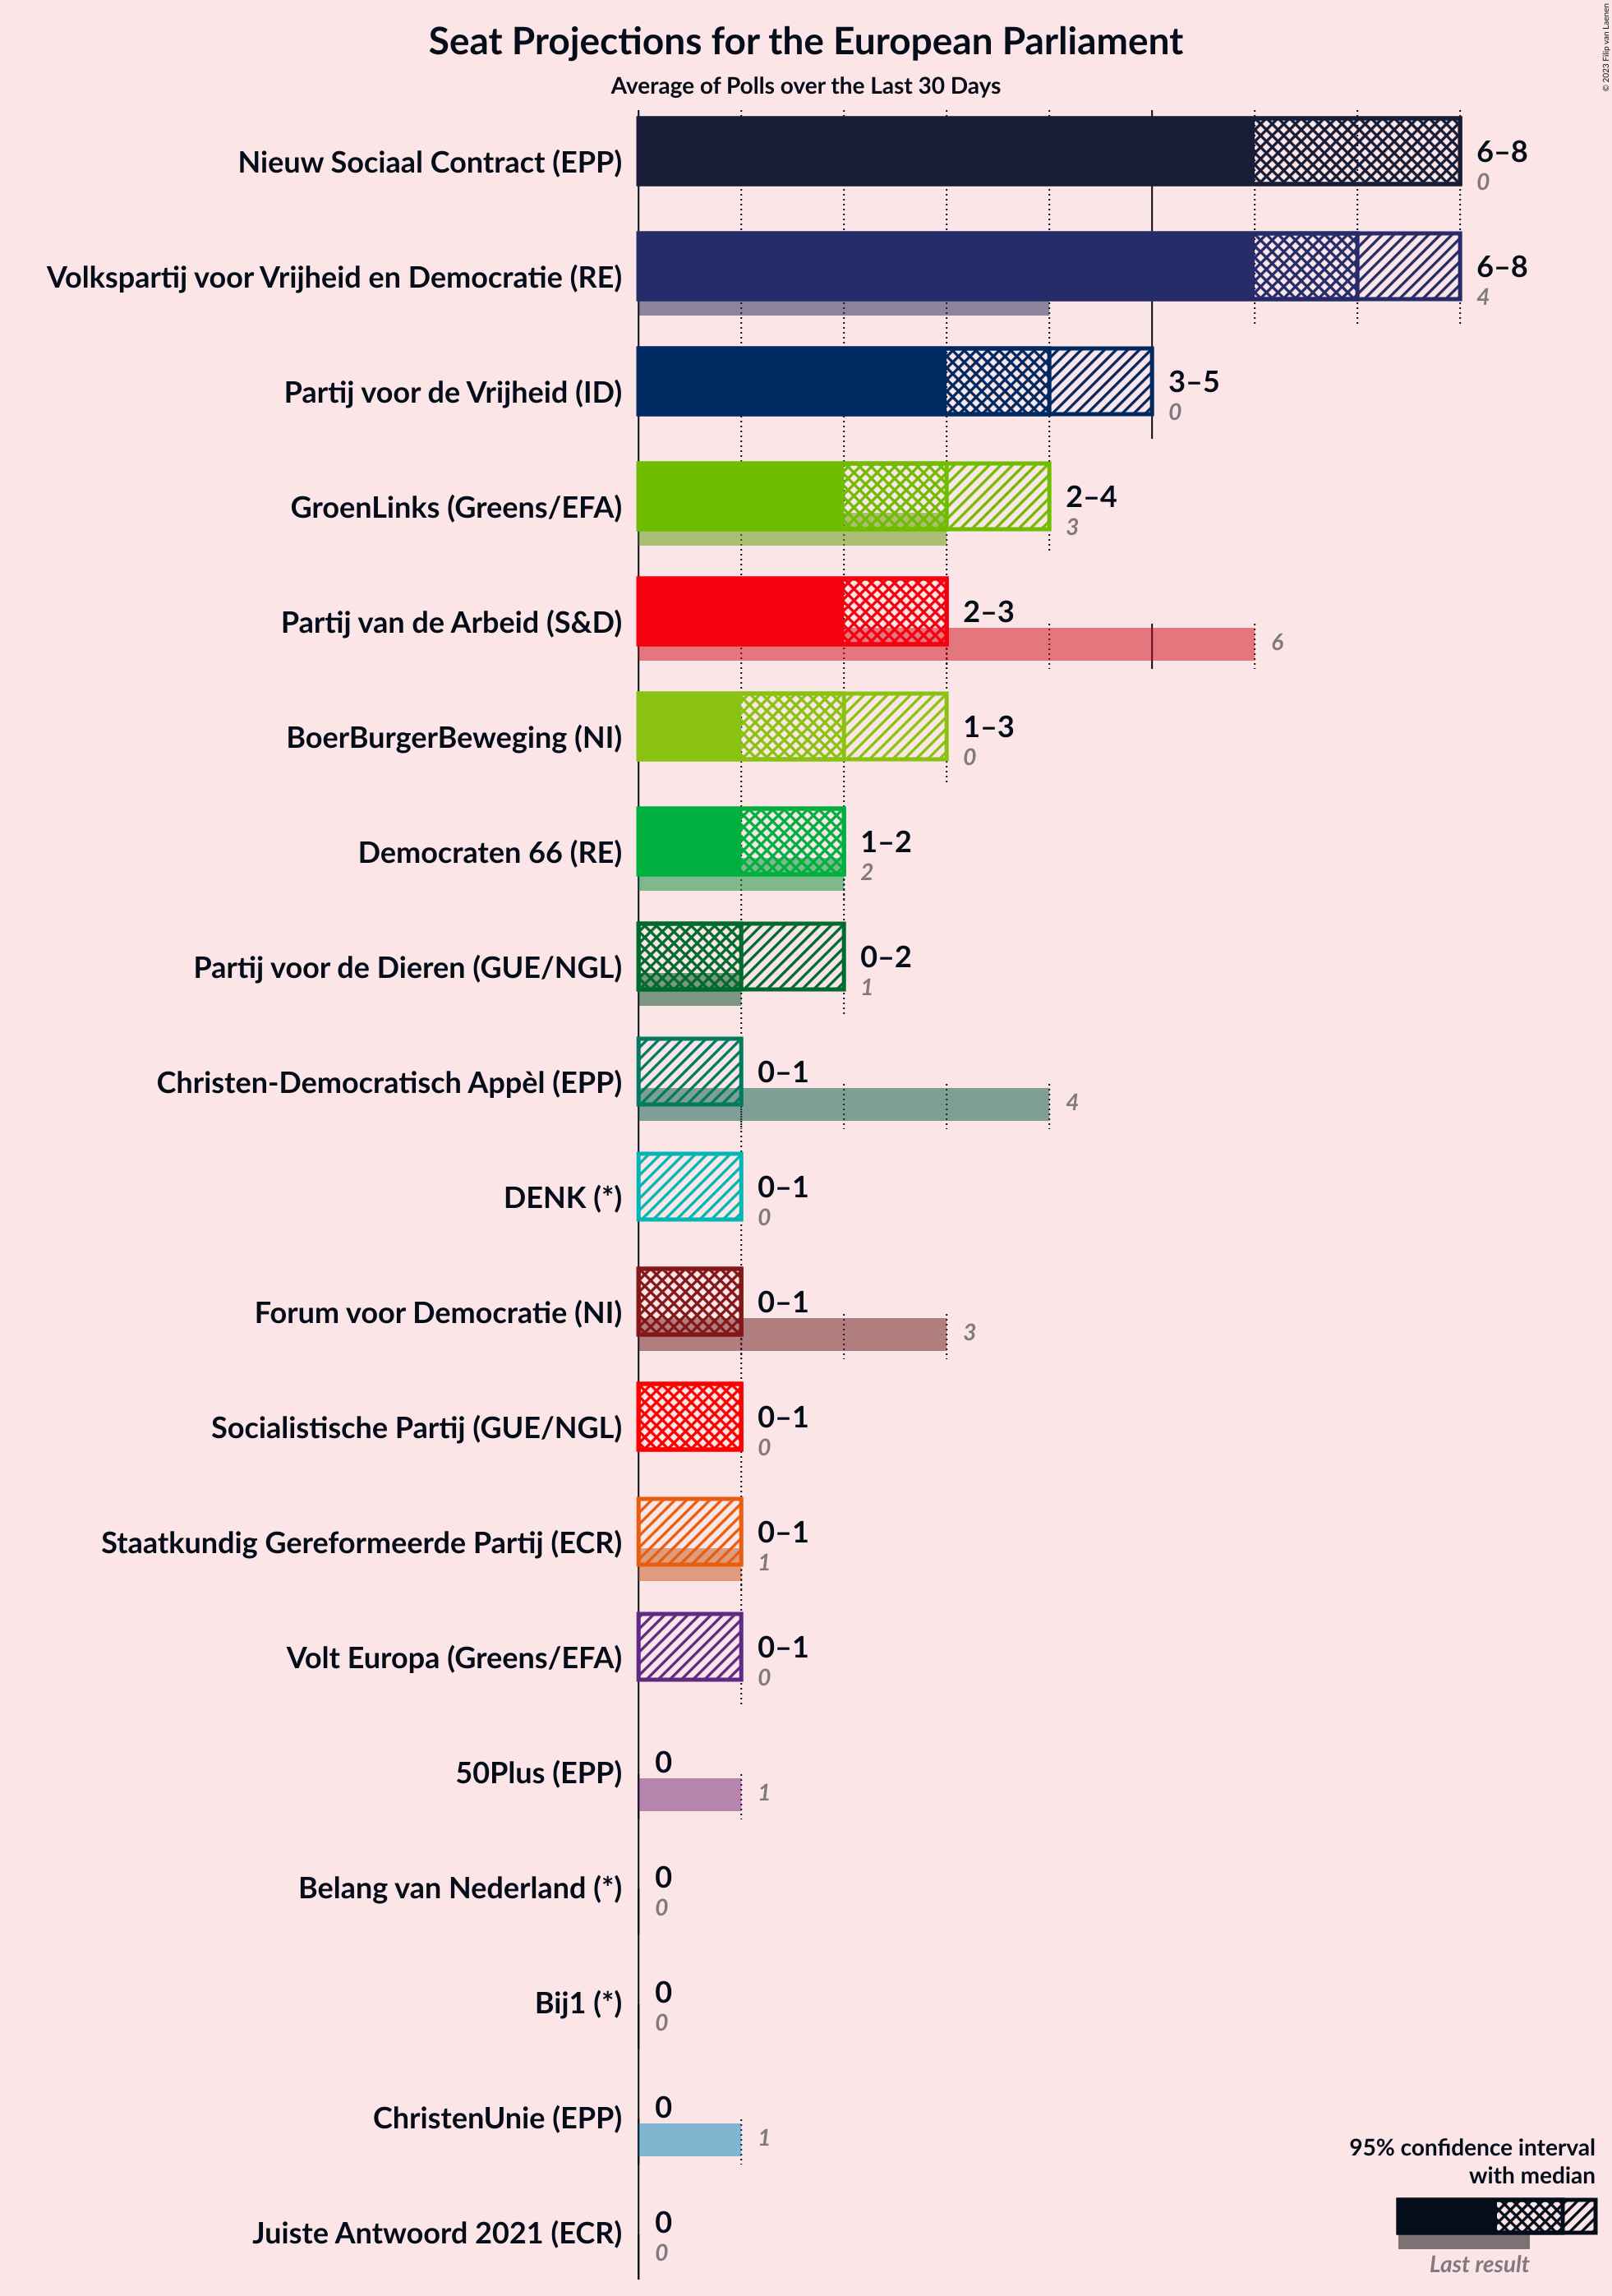 © 2023 Filip van Laenen
Seat Projections for the European Parliament
Average of Polls over the Last 30 Days
Nieuw Sociaal Contract (EPP)
6–8
0
Volkspartij voor Vrijheid en Democratie (RE)
6–8
4
Partij voor de Vrijheid (ID)
3–5
0
GroenLinks (Greens/EFA)
2–4
3
Partij van de Arbeid (S&D)
2–3
6
BoerBurgerBeweging (NI)
1–3
0
Democraten 66 (RE)
1–2
2
Partij voor de Dieren (GUE/NGL)
0–2
1
Christen-Democratisch Appèl (EPP)
0–1
4
DENK (*)
0–1
0
Forum voor Democratie (NI)
0–1
3
Socialistische Partij (GUE/NGL)
0–1
0
Staatkundig Gereformeerde Partij (ECR)
0–1
1
Volt Europa (Greens/EFA)
0–1
0
50Plus (EPP)
0
1
Belang van Nederland (*)
0
0
Bij1 (*)
0
0
ChristenUnie (EPP)
0
1
Juiste Antwoord 2021 (ECR)
0
0
95% confidence interval
with median
Last result